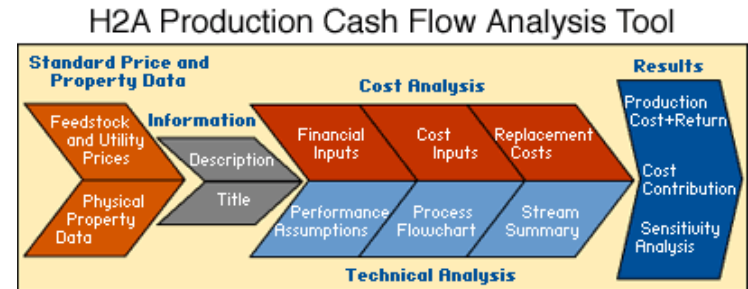 H2A Production Cash Flow Analysis Tool
Standard Price and
Property Data
Feedstock
and Utility
Prices
Physical
Property
Data
Information
Description
Title
Cost Analysis
Financial
Inputs
Cost
Inputs
Replacement
Costs
Performance
Assumptions
Process
Flowchart
Stream
Summary
Technical Analysis
Results
Production
Cost+Return
Cost
Contribution
Sensitivity
Analysis